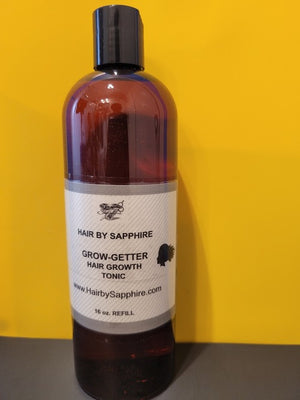 HAIR BY SAPPHIRE
GROW-GETTER
HAIR GROWTH
TONIC
www.HairbySapphire.com
16 oz. REFILL